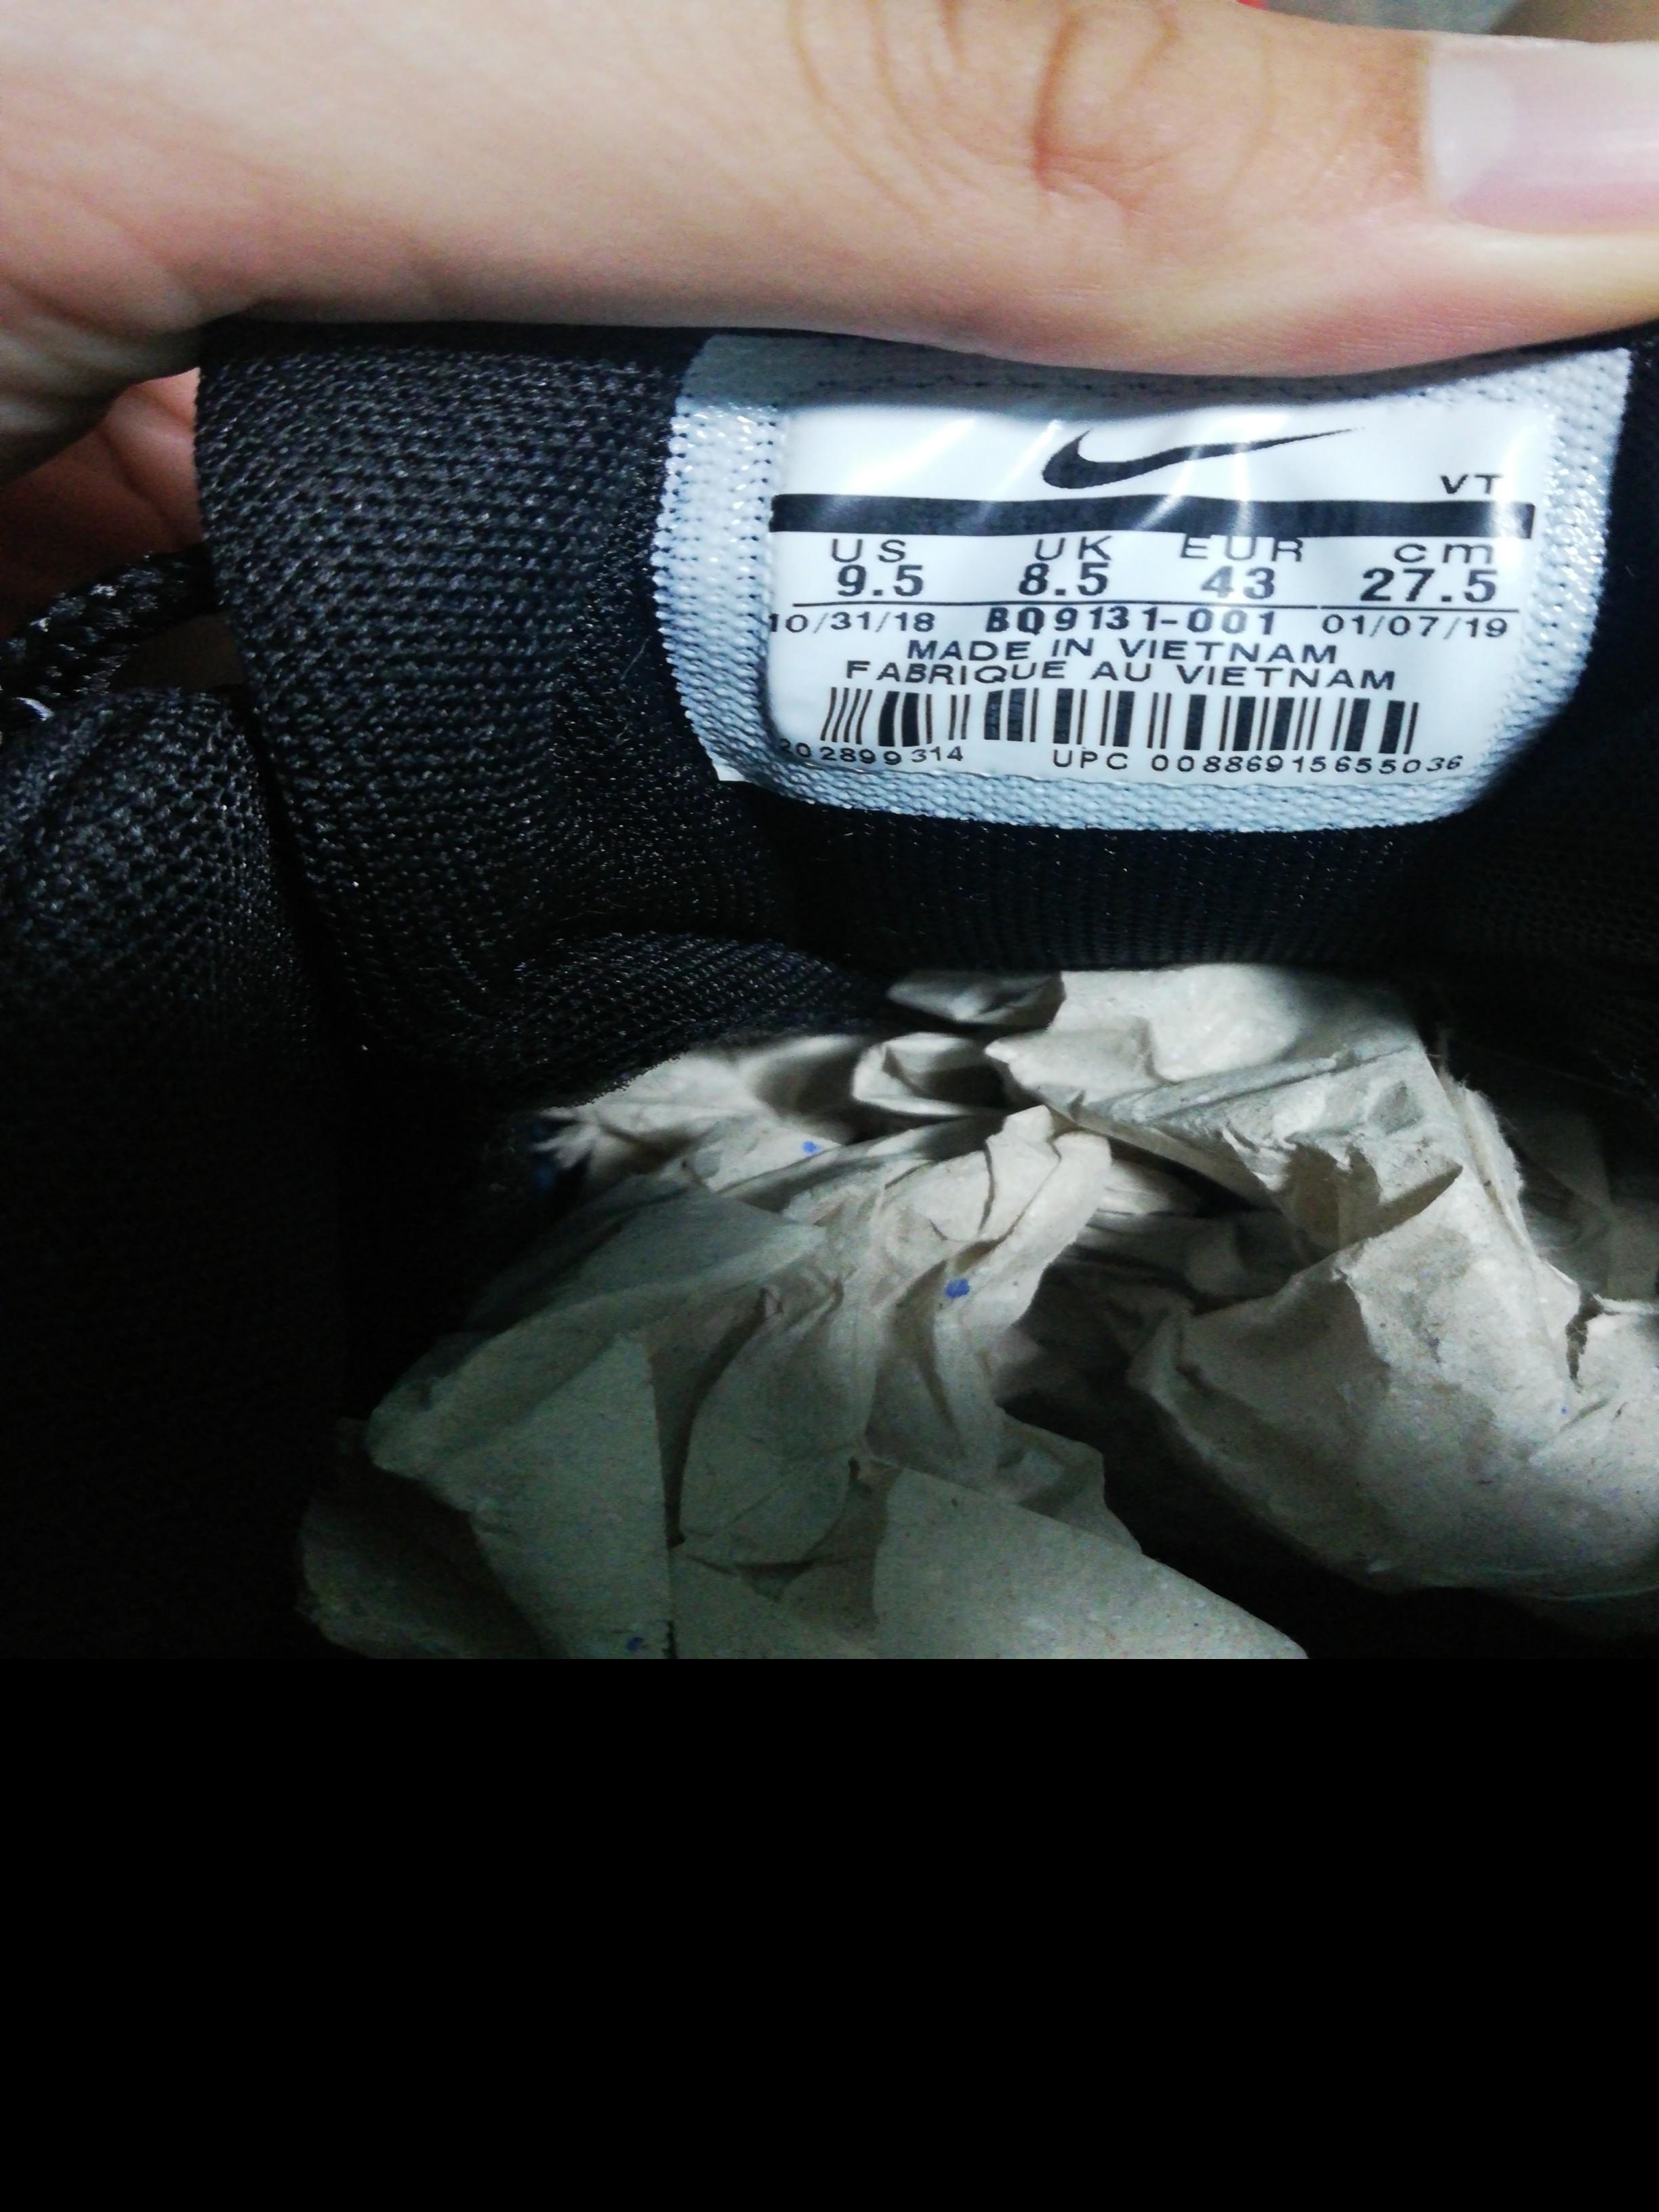 VT
US UK EUR cm
9.5 8.5 43 27.5
10/31/18 BQ9131-001 01/07/19
MADE IN VIETNAM
FABRIQUE AU VIETNAM
202899314 UPC 00886915655036